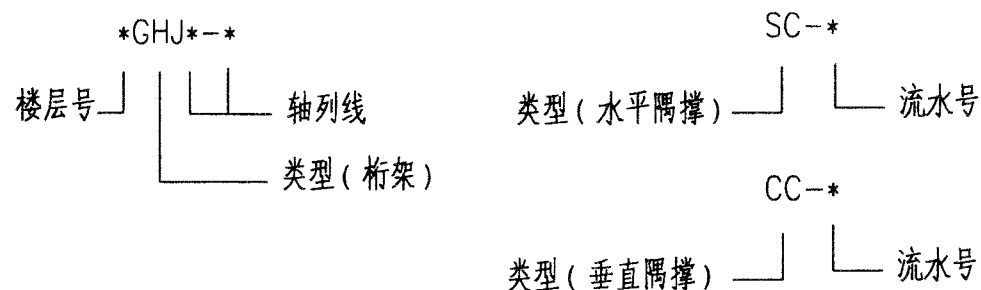 *GHJ*-*
楼层号
轴列线
类型(桁架)
SC-*
类型(水平隅撑)
流水号
CC-*
类型(垂直隅撑)
流水号